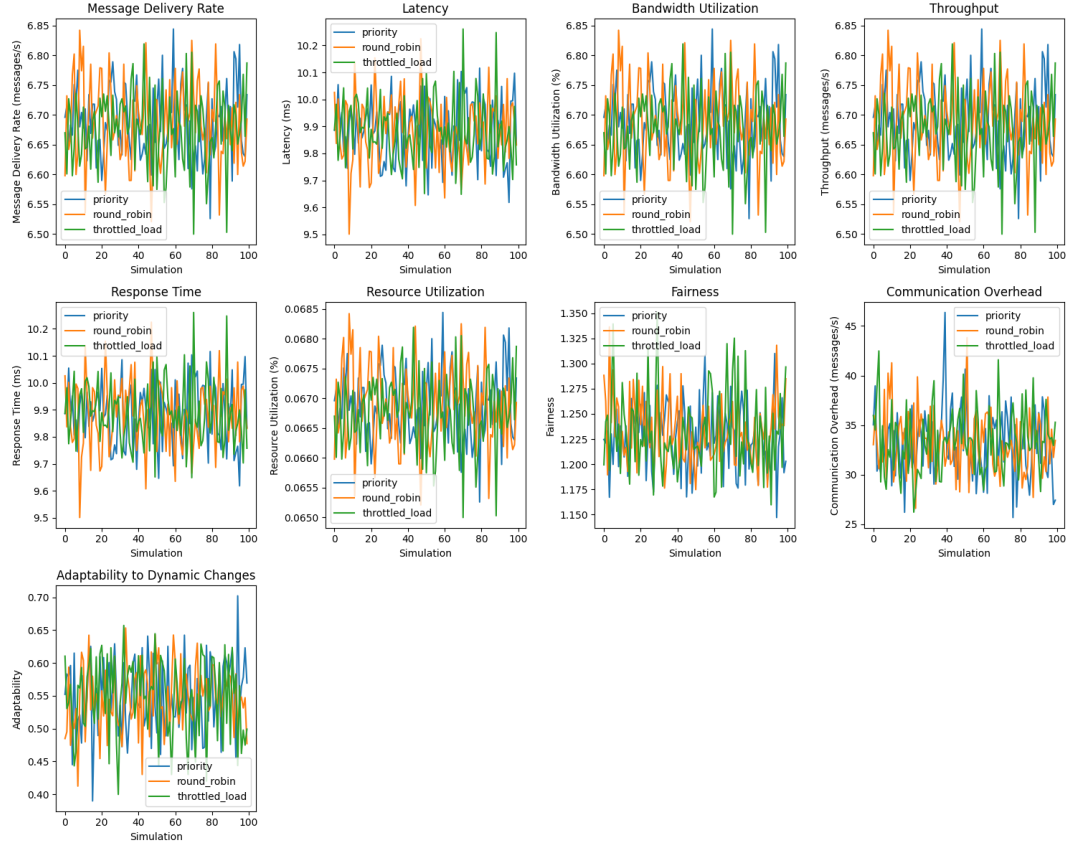 Message Delivery Rate
Message Delivery Rate (messages/s)
6.85
6.80
6.75
6.70
6.65
6.60
6.55
6.50
priority
round_robin
throttled_load
0 20 40 60 80 100
Simulation
Latency
Latency (ms)
10.2
10.1
10.0
9.9
9.8
9.7
9.6
9.5
priority
round_robin
throttled_load
0 20 40 60 80 100
Simulation
Bandwidth Utilization
Bandwidth Utilization (%)
6.85
6.80
6.75
6.70
6.65
6.60
6.55
6.50
priority
round_robin
throttled_load
0 20 40 60 80 100
Simulation
Throughput
Throughput (messages/s)
6.85
6.80
6.75
6.70
6.65
6.60
6.55
6.50
priority
round_robin
throttled_load
0 20 40 60 80 100
Simulation
Response Time
Response Time (ms)
10.2
10.1
10.0
9.9
9.8
9.7
9.6
9.5
priority
round_robin
throttled_load
0 20 40 60 80 100
Simulation
Resource Utilization
Resource Utilization (%)
0.0685
0.0680
0.0675
0.0670
0.0665
0.0660
0.0655
0.0650
priority
round_robin
throttled_load
0 20 40 60 80 100
Simulation
Fairness
Fairness
1.350
1.325
1.300
1.275
1.250
1.225
1.200
1.175
1.150
priority
round_robin
throttled_load
0 20 40 60 80 100
Simulation
Communication Overhead
Communication Overhead (messages/s)
45
40
35
30
25
priority
round_robin
throttled_load
0 20 40 60 80 100
Simulation
Adaptability to Dynamic Changes
Adaptability
0.70
0.65
0.60
0.55
0.50
0.45
0.40
priority
round_robin
throttled_load
0 20 40 60 80 100
Simulation